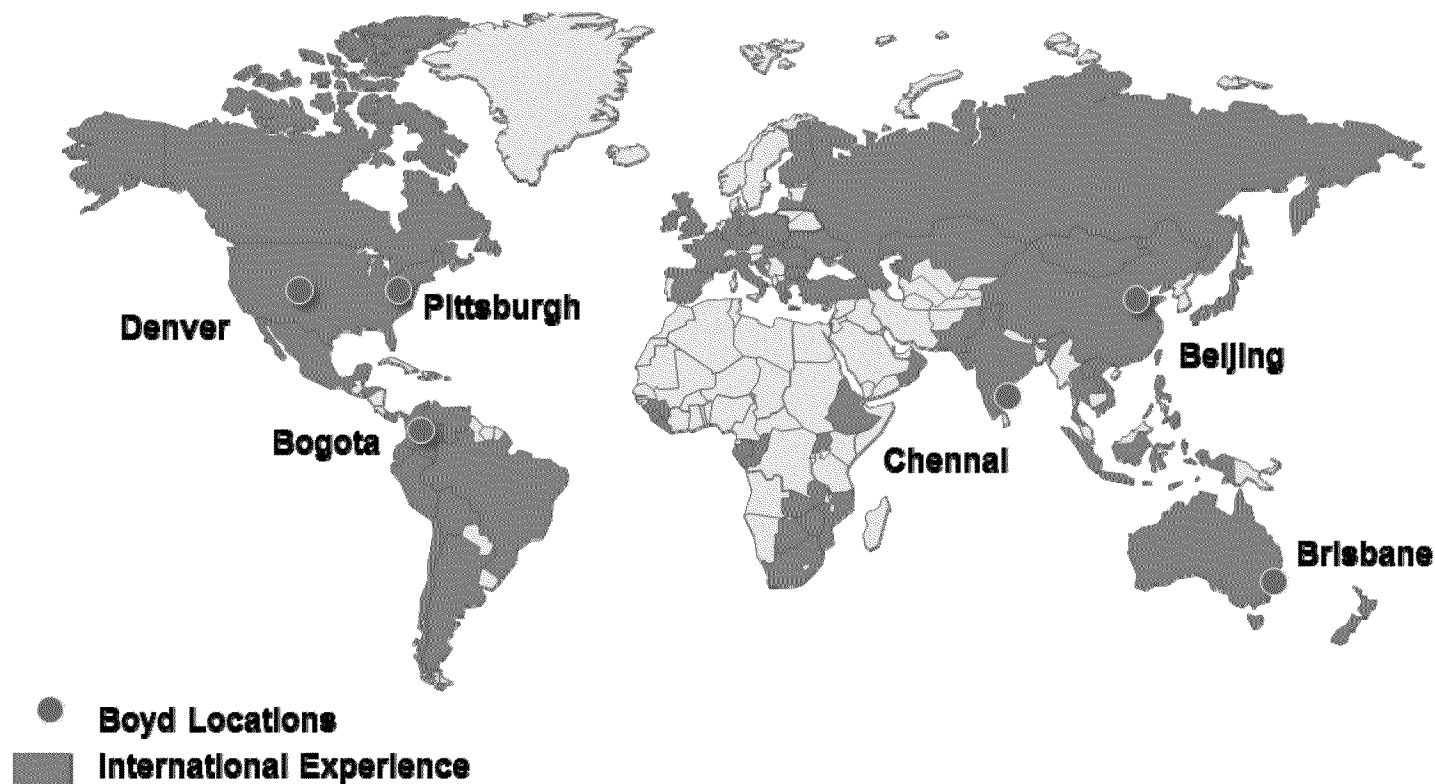 Denver
Pittsburgh
Beijing
Bogota
Chennai
Brisbane
Boyd Locations
International Experience